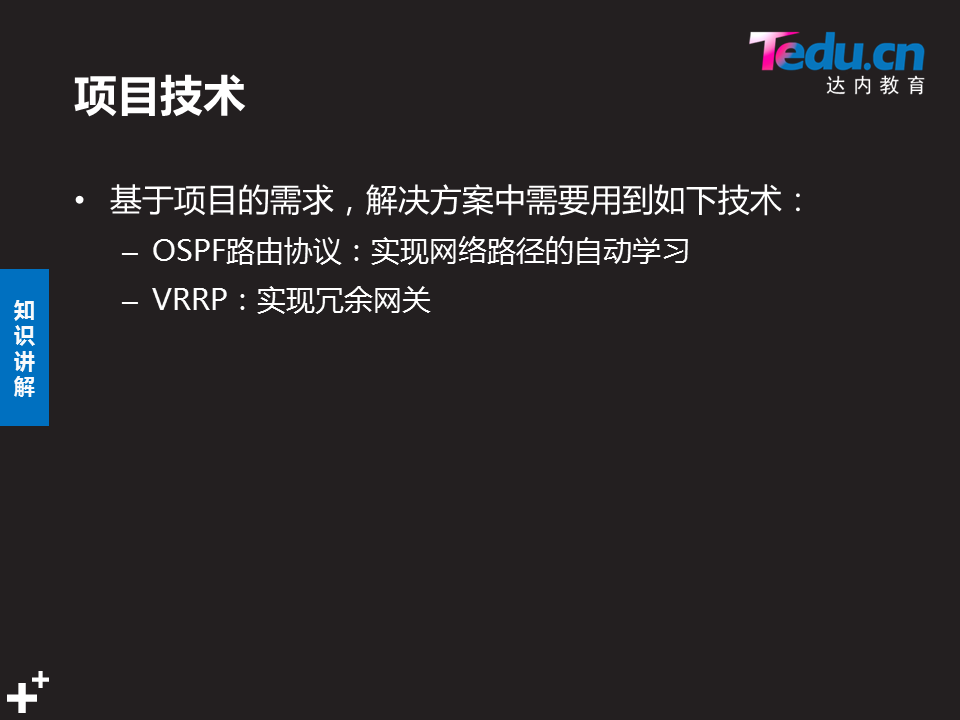 Tedu.cn
达内教育
项目技术
• 基于项目的需求，解决方案中需要用到如下技术：
– OSPF路由协议：实现网络路径的自动学习
– VRRP：实现冗余网关
知识讲解